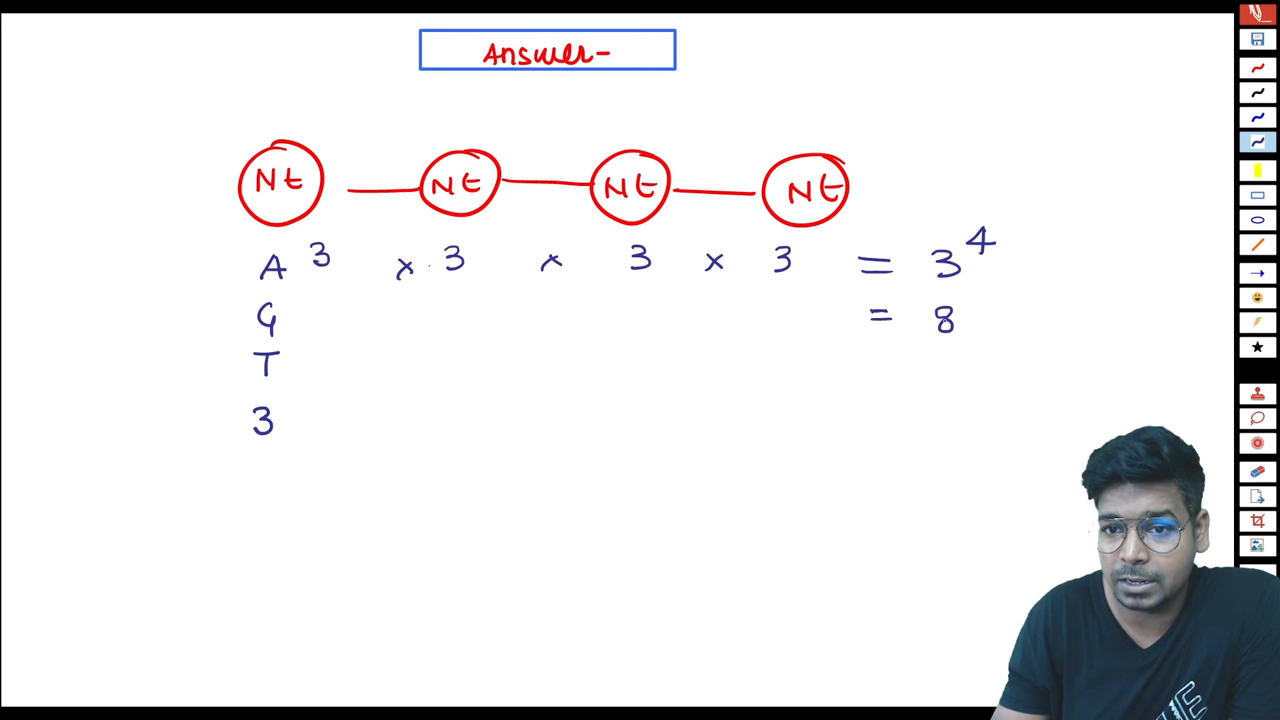 Answer-
Nt Nt Nt Nt
A 3 × 3 × 3 × 3 = 3^4
G = 8
T
3